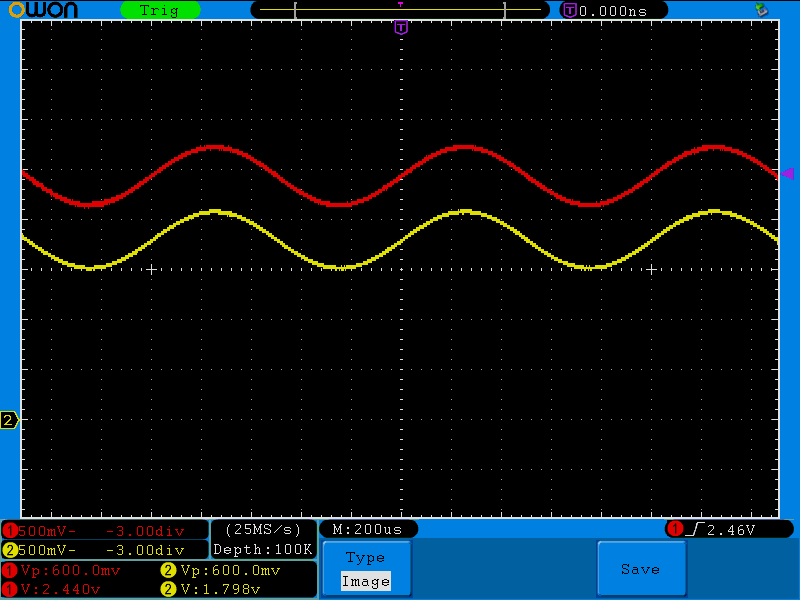 OWON Trig T 0.000ns
T
2
1 500mV- -3.00div (25MS/s) M:200us 1 2.46V
2 500mV- -3.00div Depth:100K
1 Vp:600.0mv 2 Vp:600.0mv Type
1 V:2.440v 2 V:1.798v Image Save